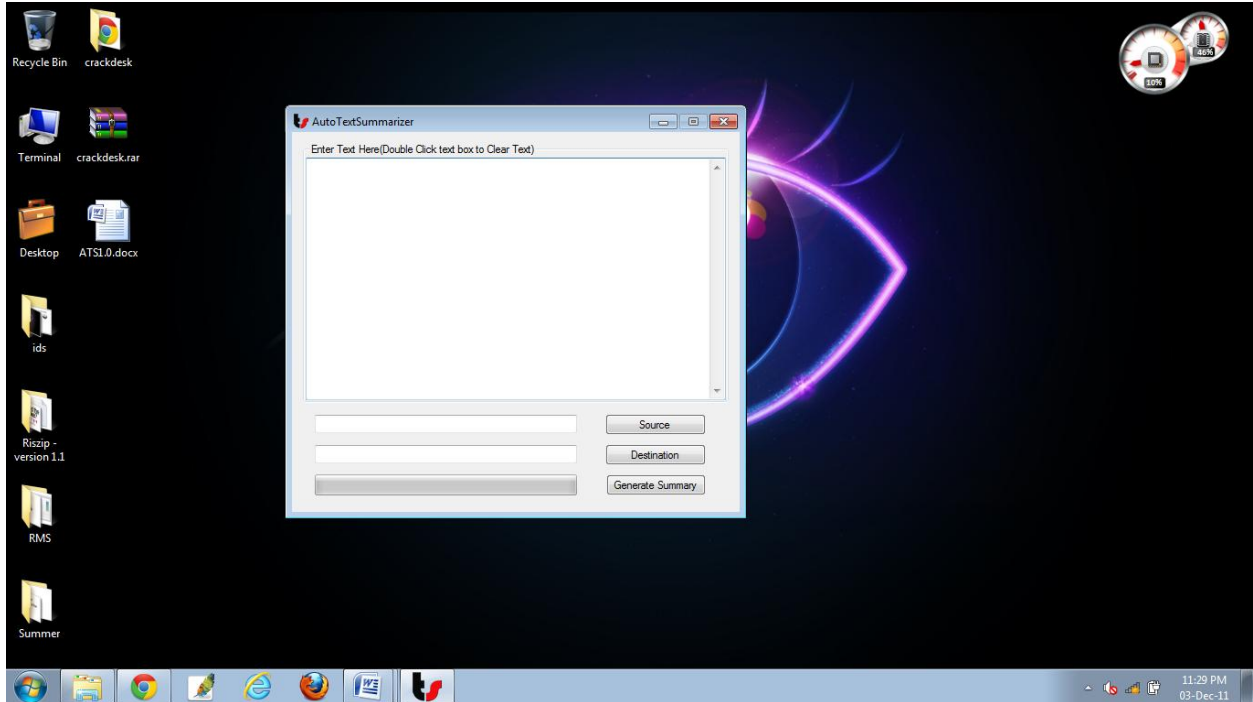 Recycle Bin
crackdesk
Terminal
crackdesk.rar
Desktop
ATS1.0.docx
ids
Riszip -
version 1.1
RMS
Summer
AutoTextSummarizer
Enter Text Here(Double Click text box to Clear Text)
Source
Destination
Generate Summary
10%
46%
11:29 PM
03-Dec-11